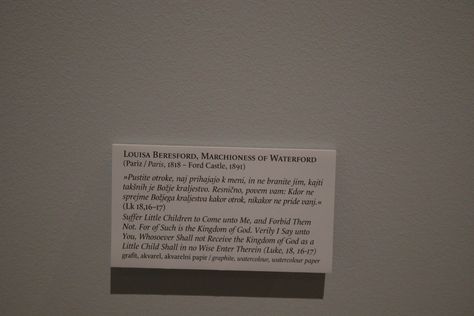 LOUISA BERESFORD, MARCHIONESS OF WATERFORD
(Pariz / Paris, 1818 – Ford Castle, 1891)
»Pustite otroke, naj prihajajo k meni, in ne branite jim, kajti
takšnih je Božje kraljestvo. Resnično, povem vam: Kdor ne
sprejme Božjega kraljestva kakor otrok, nikakor ne pride vanj.«
(Lk 18,16-17)
Suffer Little Children to Come unto Me, and Forbid Them
Not. For of Such is the Kingdom of God. Verily I Say unto
You, Whosoever Shall not Receive the Kingdom of God as a
Little Child Shall in no Wise Enter Therein (Luke, 18, 16-17)
grafit, akvarel, akvarelni papir / graphite, watercolour, watercolour paper